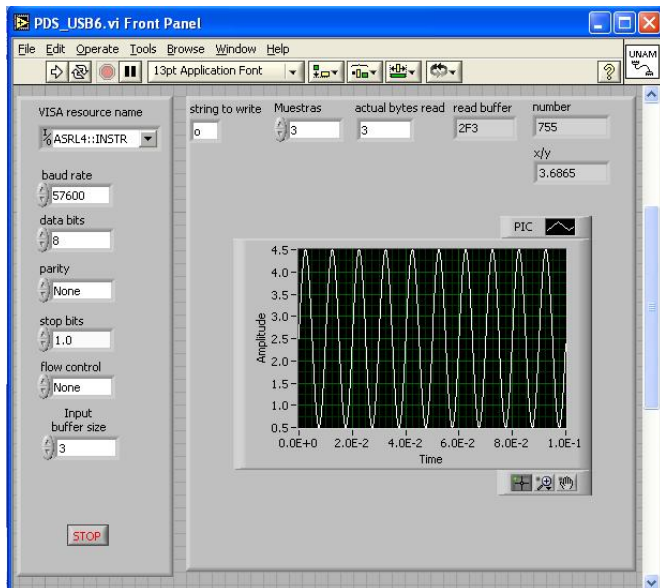 PDS_USB6.vi Front Panel
File Edit Operate Tools Browse Window Help
13pt Application Font
UNAM
VISA resource name
ASRL4::INSTR
baud rate
57600
data bits
8
parity
None
stop bits
1.0
flow control
None
Input
buffer size
3
STOP
string to write Muestras actual bytes read read buffer number
o 3 3 2F3 755
x/y
3.6865
PIC
4.5
4.0
3.5
3.0
2.5
2.0
1.5
1.0
0.5
Amplitude
0.0E+0 2.0E-2 4.0E-2 6.0E-2 8.0E-2 1.0E-1
Time